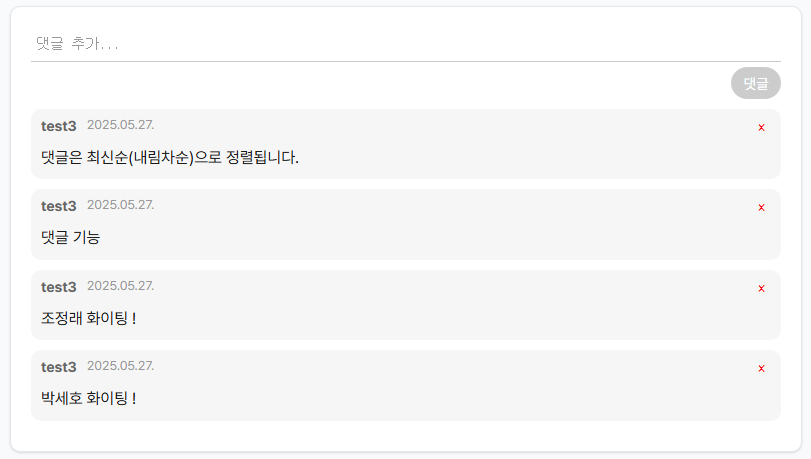 댓글 추가...
댓글
test3 2025.05.27. x
댓글은 최신순(내림차순)으로 정렬됩니다.
test3 2025.05.27. x
댓글 기능
test3 2025.05.27. x
조정래 화이팅 !
test3 2025.05.27. x
박세호 화이팅 !